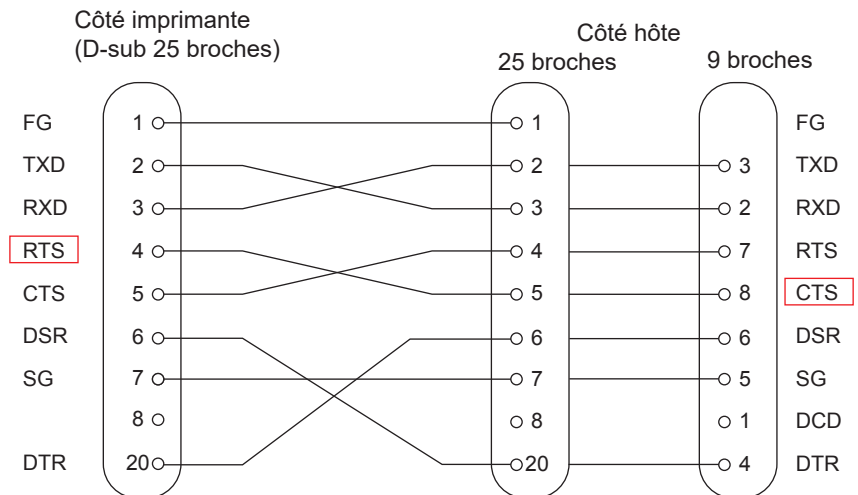 Côté imprimante
(D-sub 25 broches)
Côté hôte
25 broches 9 broches
FG 1 1 FG
TXD 2 2 3 TXD
RXD 3 3 2 RXD
RTS 4 4 7 RTS
CTS 5 5 8 CTS
DSR 6 6 6 DSR
SG 7 7 5 SG
8 8 1 DCD
DTR 20 20 4 DTR